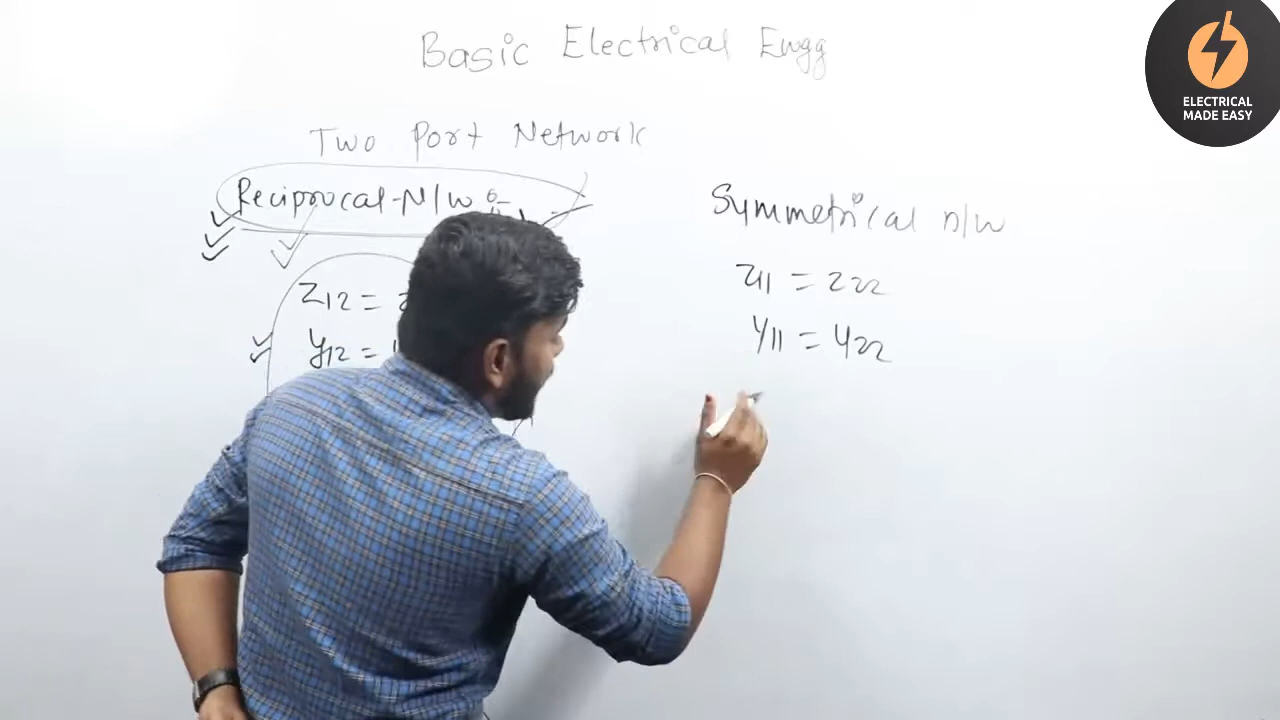 Basic Electrical Engg
ELECTRICAL
MADE EASY
Two Port Network
Reciprocal N/W
Symmetrical n/w
Z12 =
Y12 =
Z11 = Z22
Y11 = Y22